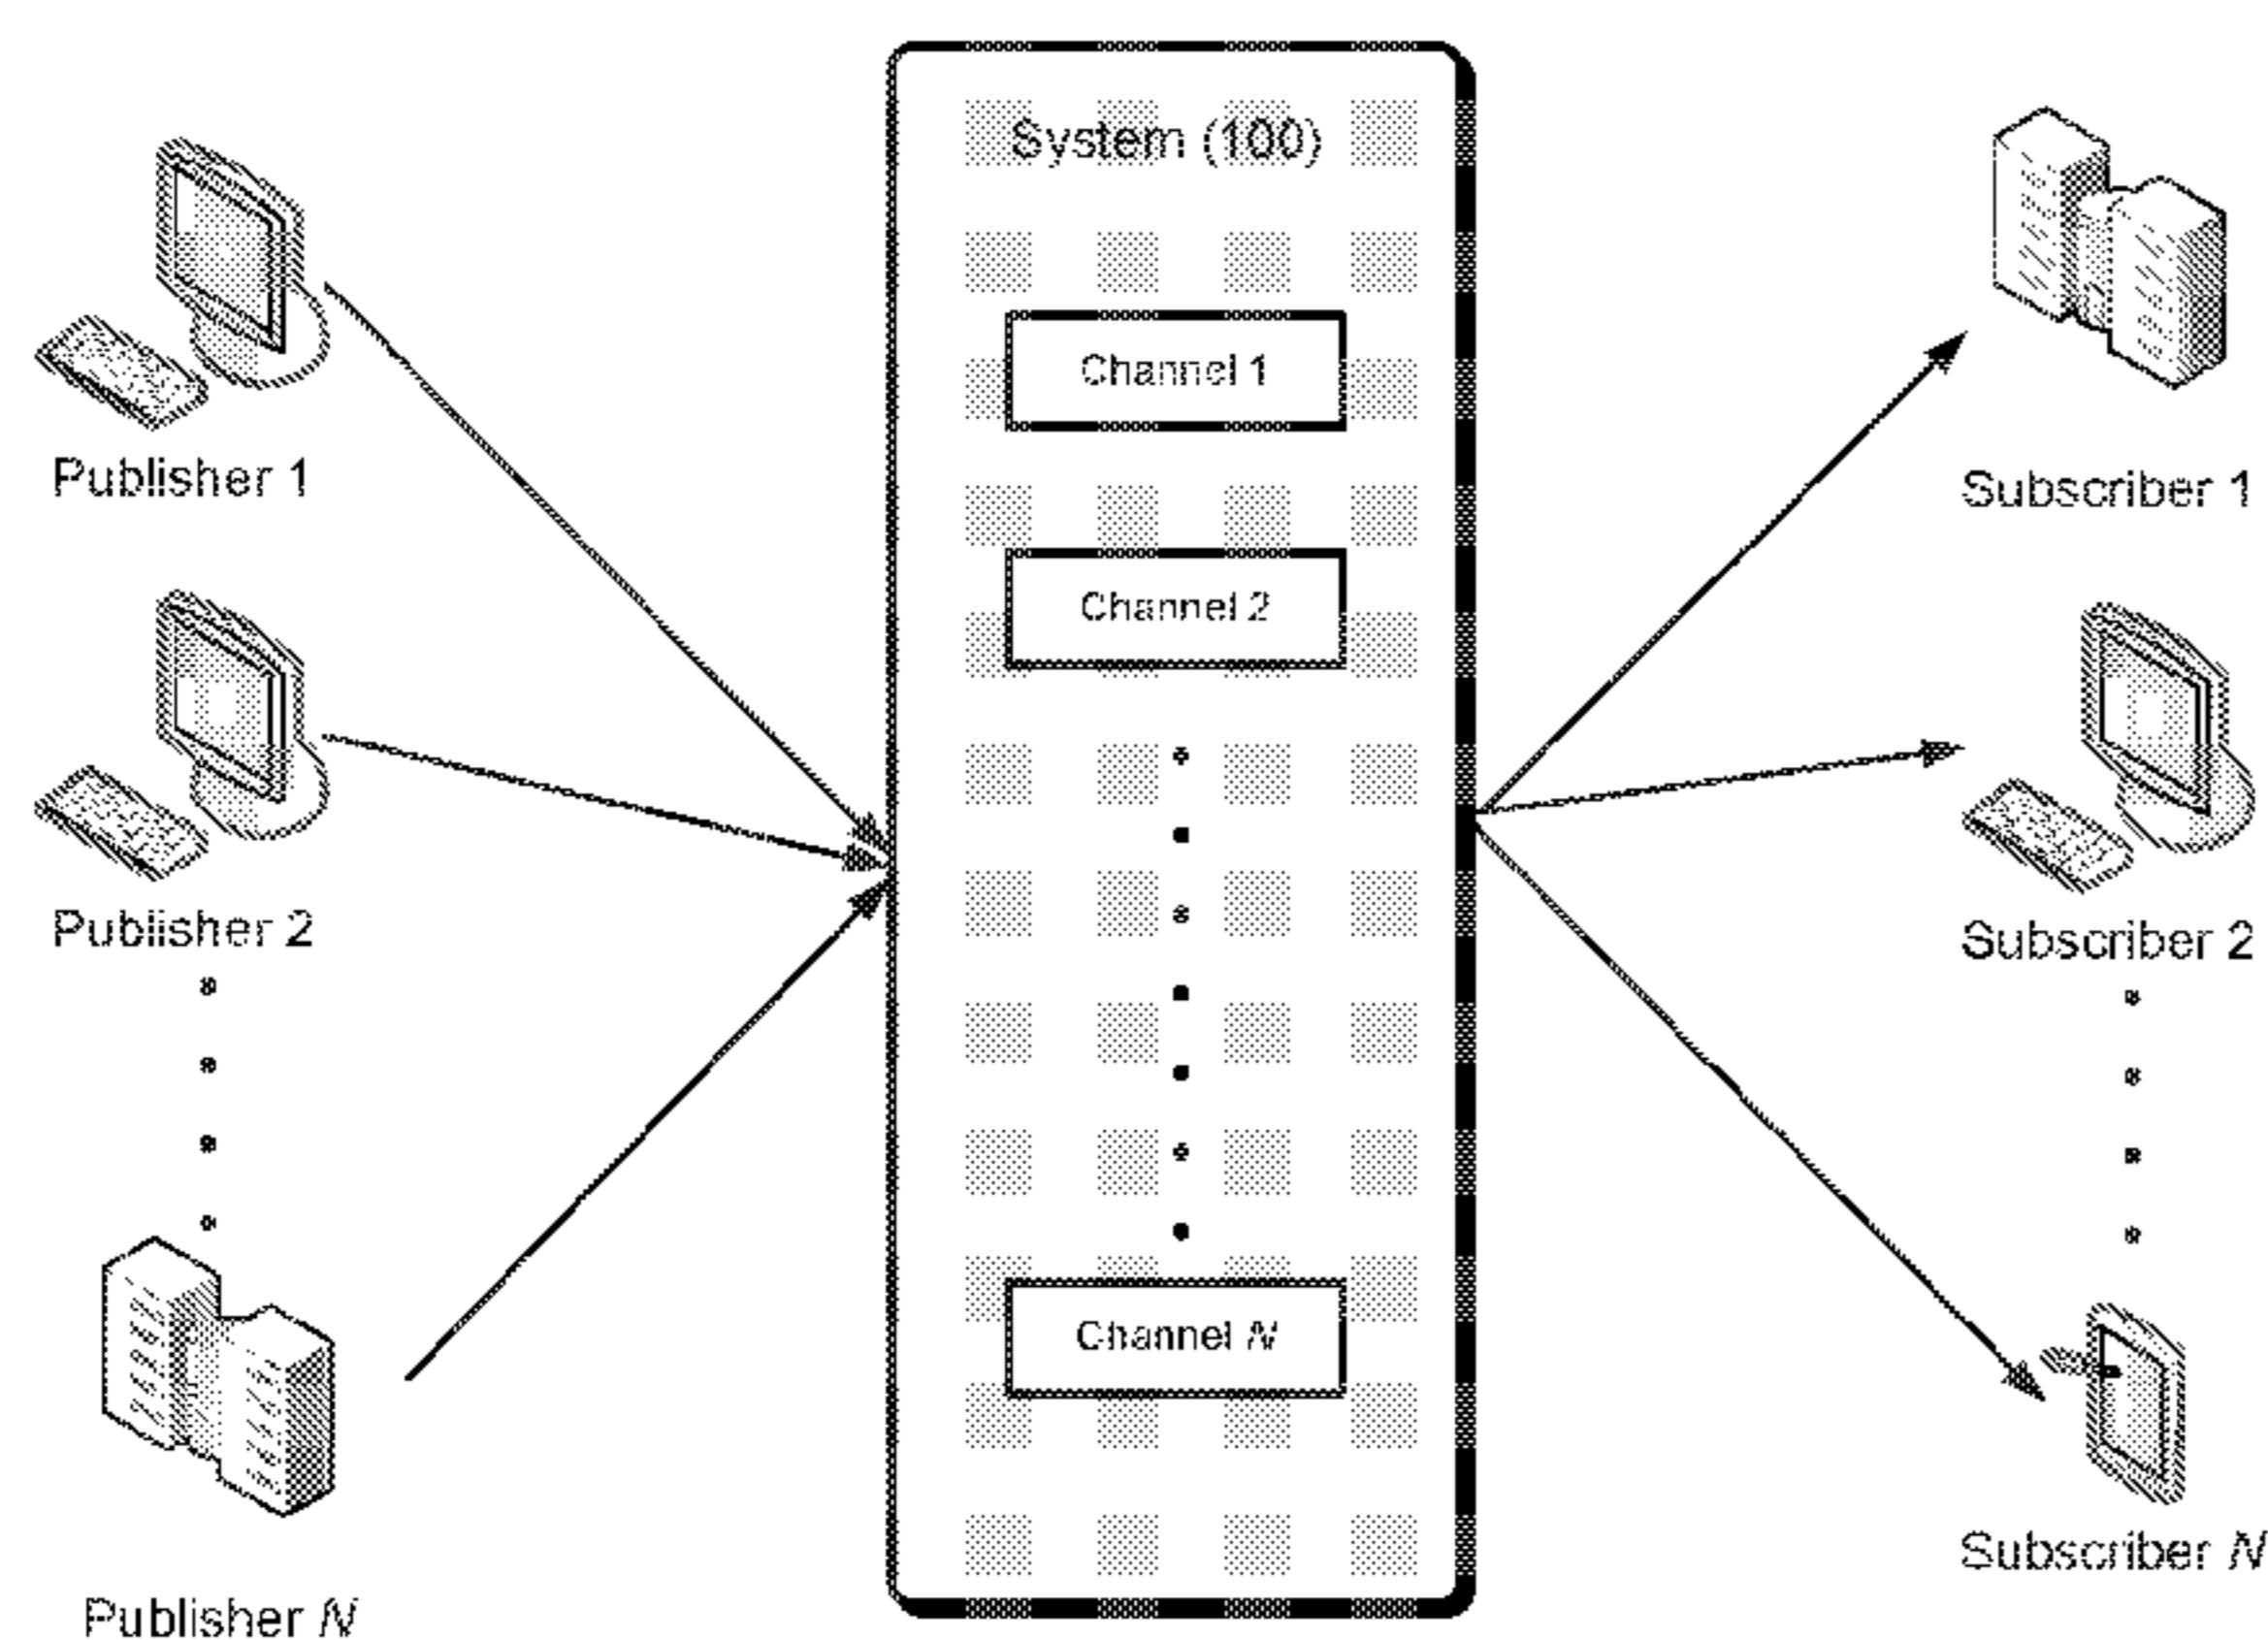 System (100)
Publisher 1
Publisher 2
Publisher N
Channel 1
Channel 2
Channel N
Subscriber 1
Subscriber 2
Subscriber N